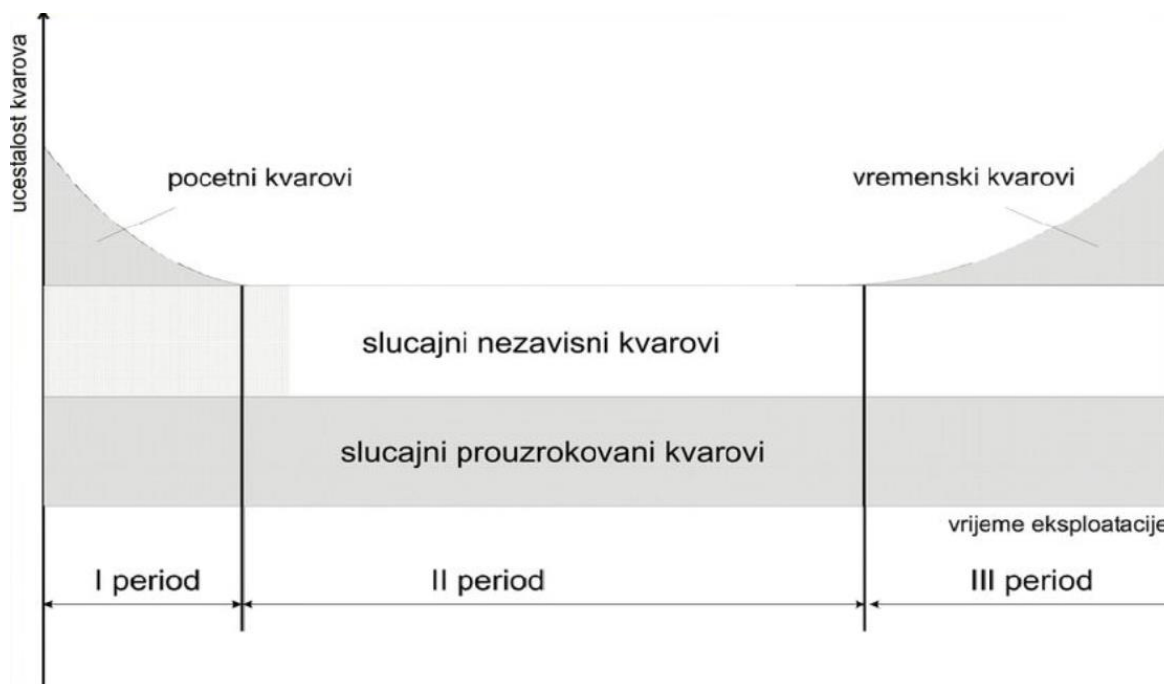 ucestalost kvarova
pocetni kvarovi
vremenski kvarovi
slucajni nezavisni kvarovi
slucajni prouzrokovani kvarovi
vrijeme eksploatacije
I period
II period
III period